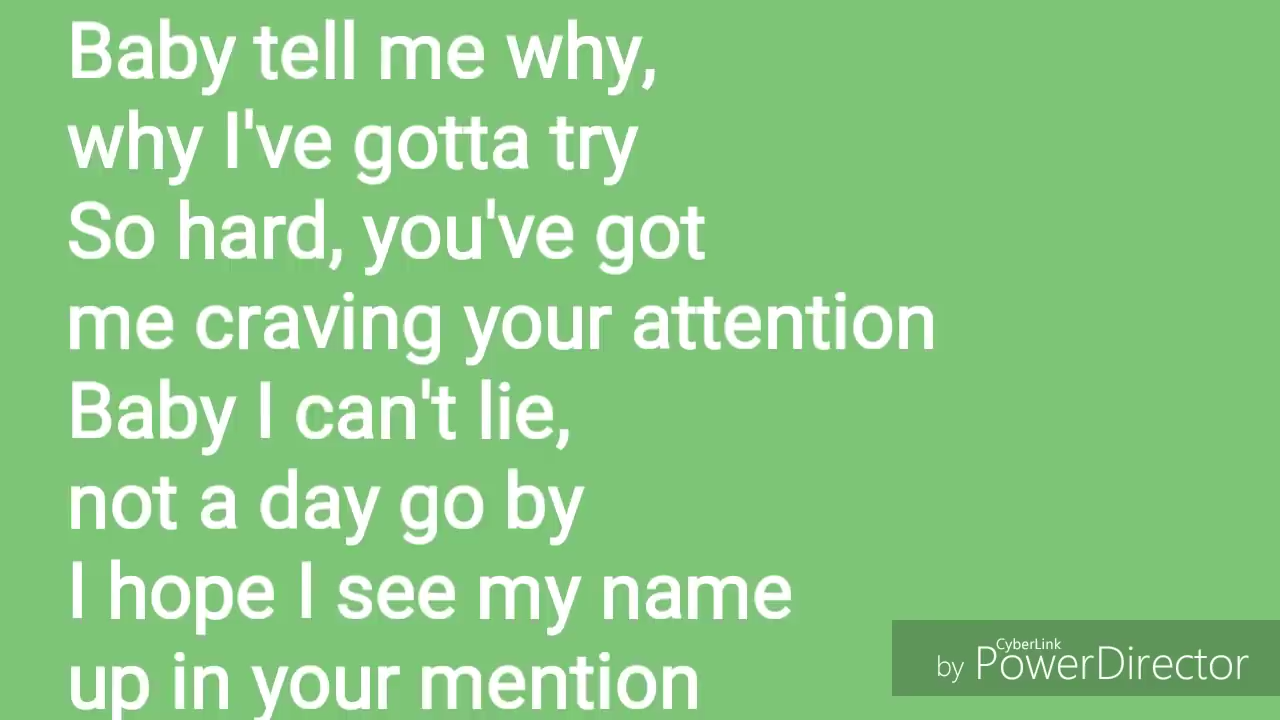 Baby tell me why,
why I've gotta try
So hard, you've got
me craving your attention
Baby I can't lie,
not a day go by
I hope I see my name
up in your mention
by CyberLink PowerDirector